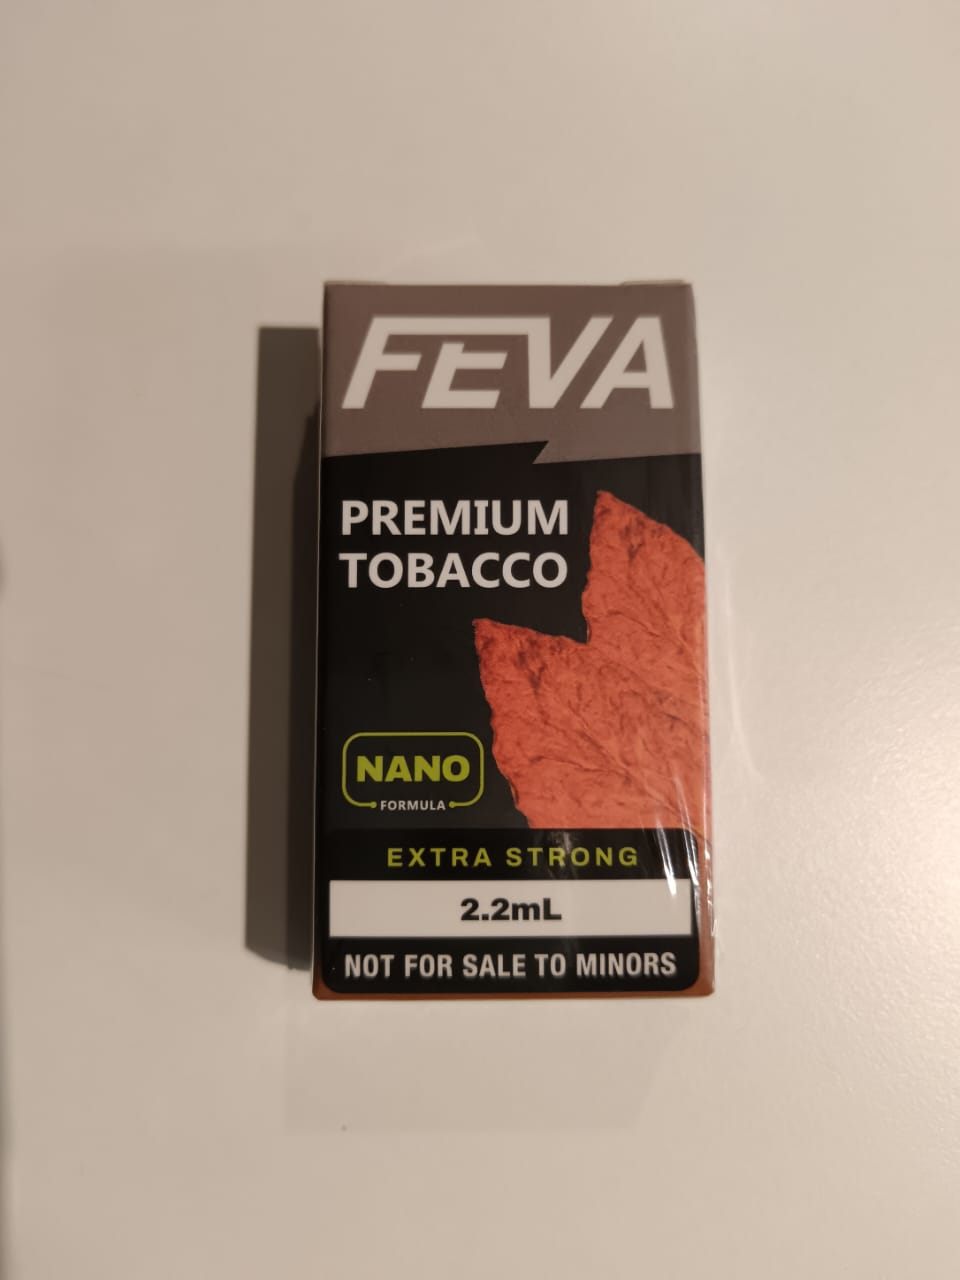 FEVA
PREMIUM
TOBACCO
NANO
FORMULA
EXTRA STRONG
2.2mL
NOT FOR SALE TO MINORS